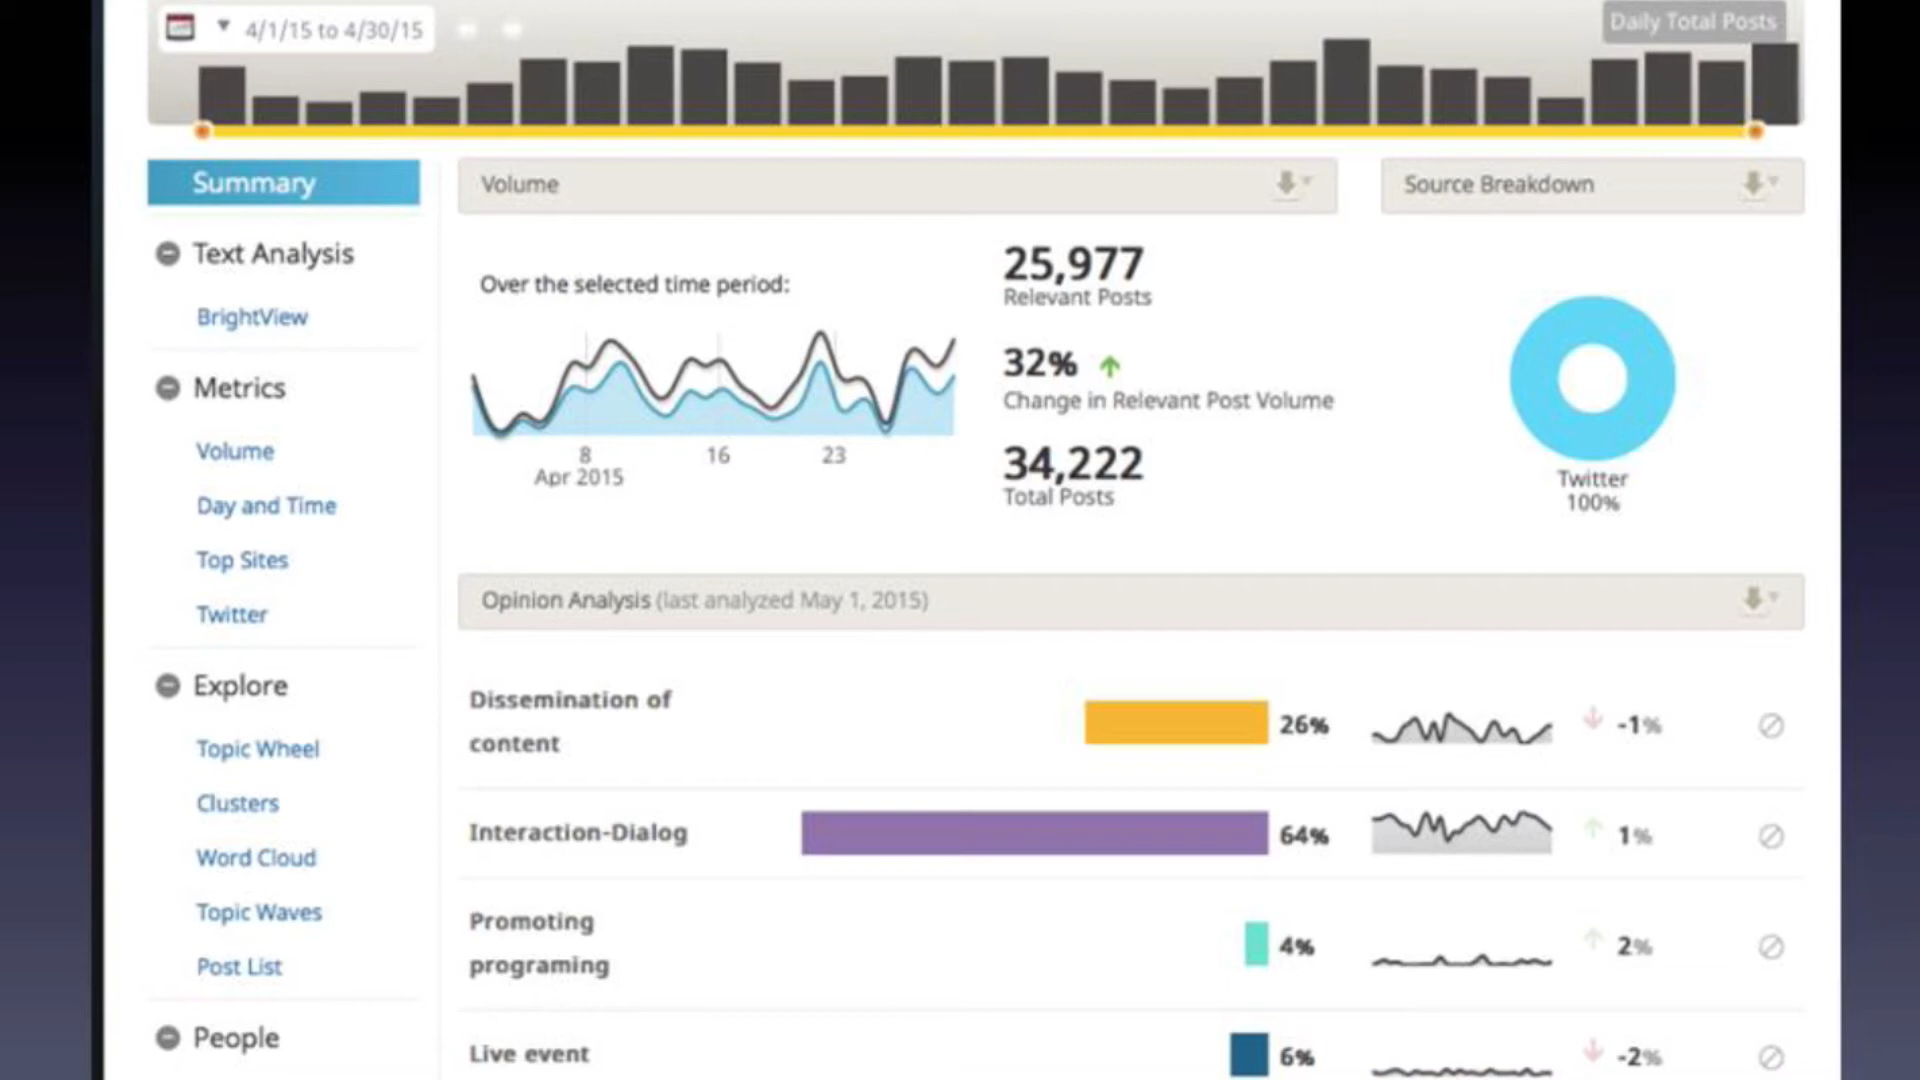 4/1/15 to 4/30/15
Daily Total Posts
Summary
Text Analysis
BrightView
Metrics
Volume
Day and Time
Top Sites
Twitter
Explore
Topic Wheel
Clusters
Word Cloud
Topic Waves
Post List
People
Volume
Over the selected time period:
8
16
23
Apr 2015
25,977
Relevant Posts
32%
Change in Relevant Post Volume
34,222
Total Posts
Source Breakdown
Twitter
100%
Opinion Analysis (last analyzed May 1, 2015)
Dissemination of
content
26%
-1%
Interaction-Dialog
64%
1%
Promoting
programing
4%
2%
Live event
6%
-2%